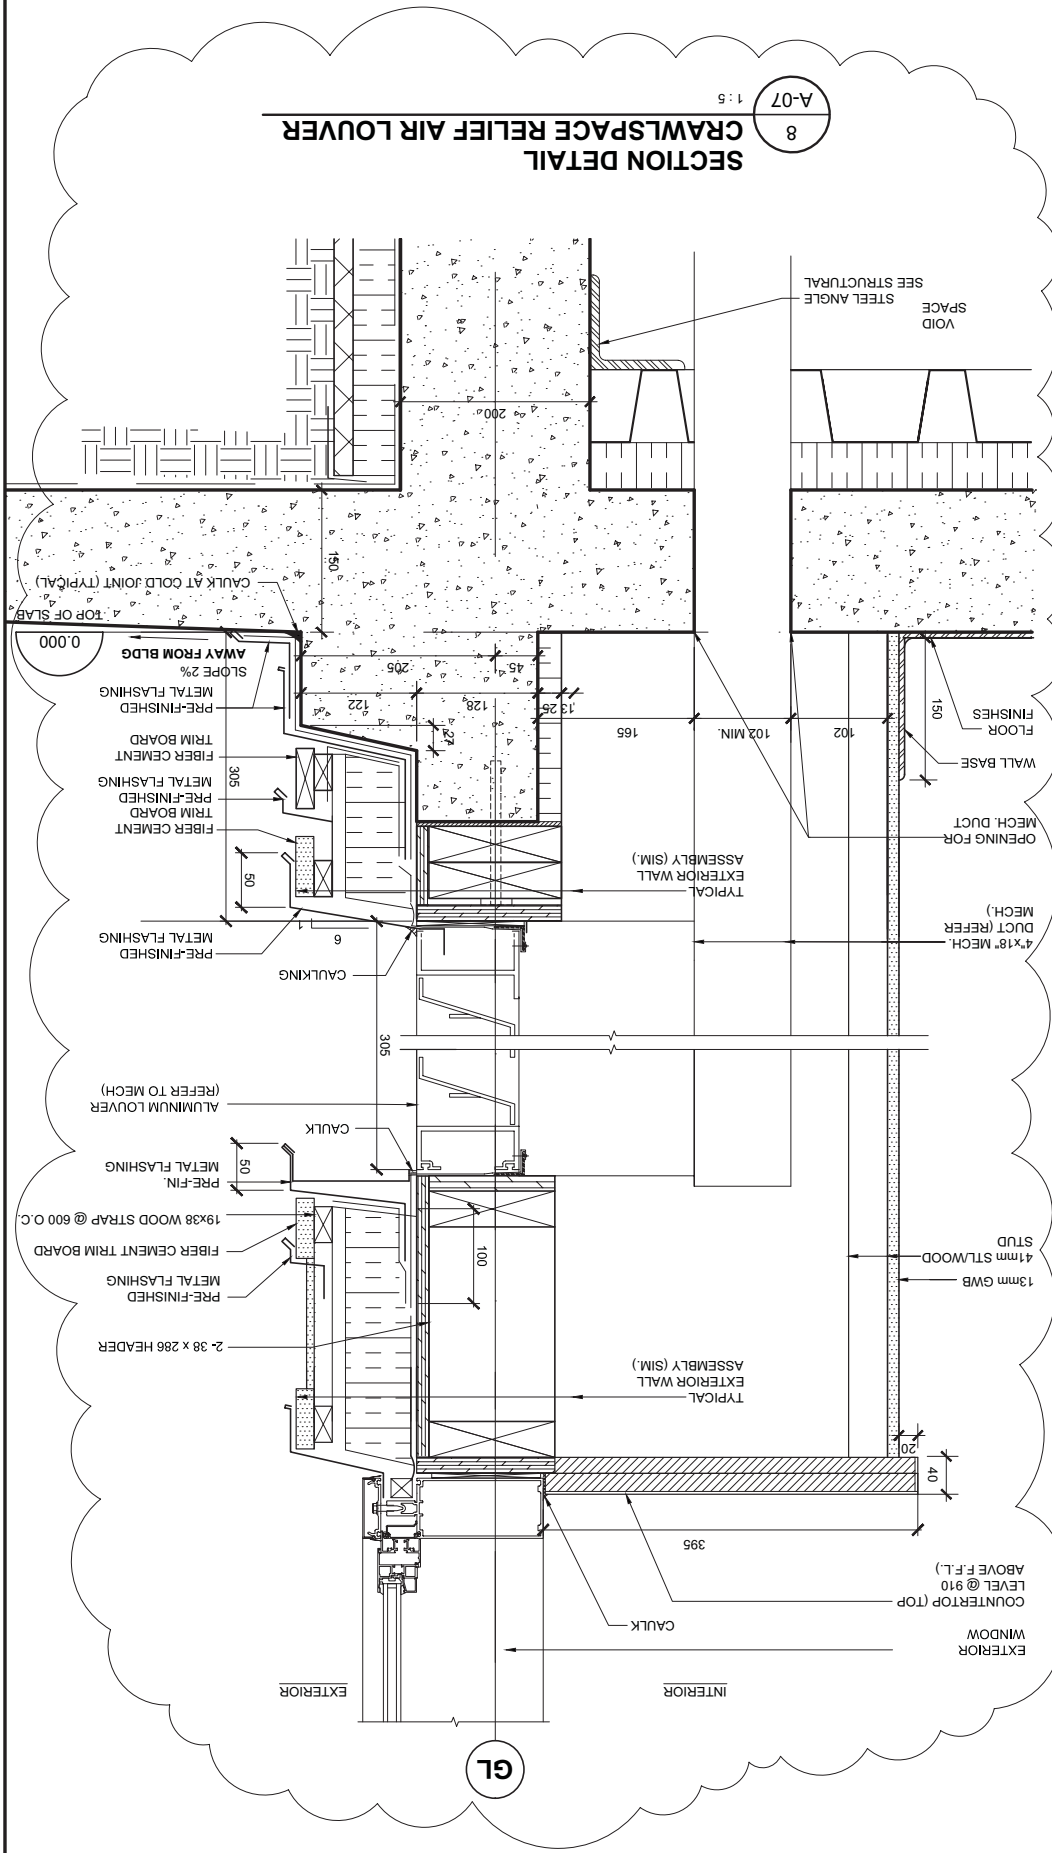 GL
INTERIOR
EXTERIOR
EXTERIOR
WINDOW
CAULK
COUNTERTOP (TOP
LEVEL @ 910
ABOVE F.F.L.)
395
40
20
TYPICAL
EXTERIOR WALL
ASSEMBLY (SIM.)
2- 38 x 286 HEADER
PRE-FINISHED
METAL FLASHING
FIBER CEMENT TRIM BOARD
19x38 WOOD STRAP @ 600 O.C.
PRE-FIN.
METAL FLASHING
50
100
13mm GWB
41mm STL/WOOD
STUD
CAULK
ALUMINUM LOUVER
(REFER TO MECH)
305
CAULKING
6
1
PRE-FINISHED
METAL FLASHING
50
4"x18" MECH.
DUCT (REFER
MECH.)
TYPICAL
EXTERIOR WALL
ASSEMBLY (SIM.)
FIBER CEMENT
TRIM BOARD
PRE-FINISHED
METAL FLASHING
FIBER CEMENT
TRIM BOARD
305
PRE-FINISHED
METAL FLASHING
OPENING FOR
MECH. DUCT
WALL BASE
FLOOR
FINISHES
150
102
102 MIN.
165
13
25
128
122
27
45
205
SLOPE 2%
AWAY FROM BLDG
0.000
TOP OF SLAB
CAULK AT COLD JOINT (TYPICAL)
150
200
VOID
SPACE
STEEL ANGLE
SEE STRUCTURAL
8
A-07
SECTION DETAIL
CRAWLSPACE RELIEF AIR LOUVER
1 : 5